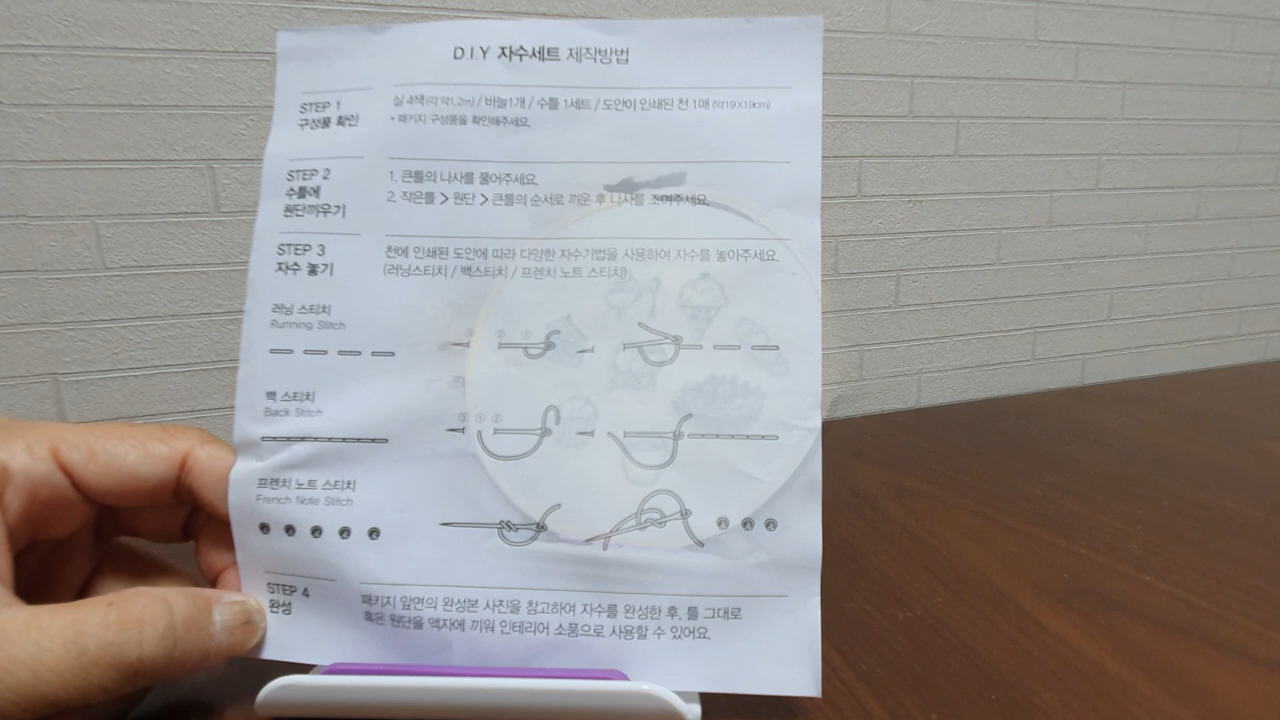 D.I.Y 자수세트 제작방법
STEP 1
구성품 확인
실 4색 (각 약1.2m) / 바늘1개 / 수틀 1세트 / 도안이 인쇄된 천 1매 (약19X19cm)
* 패키지 구성품을 확인해주세요.
STEP 2
수틀에
원단끼우기
1. 큰틀의 나사를 풀어주세요.
2. 작은틀 > 원단 > 큰틀의 순서로 끼운 후 나사를 조여주세요.
STEP 3
자수 놓기
천에 인쇄된 도안에 따라 다양한 자수기법을 사용하여 자수를 놓아주세요.
(러닝스티치 / 백스티치 / 프렌치 노트 스티치)
러닝 스티치
Running Stitch
③ ② ①
백 스티치
Back Stitch
③ ① ②
프렌치 노트 스티치
French Note Stitch
STEP 4
완성
패키지 앞면의 완성본 사진을 참고하여 자수를 완성한 후, 틀 그대로
혹은 원단을 액자에 끼워 인테리어 소품으로 사용할 수 있어요.